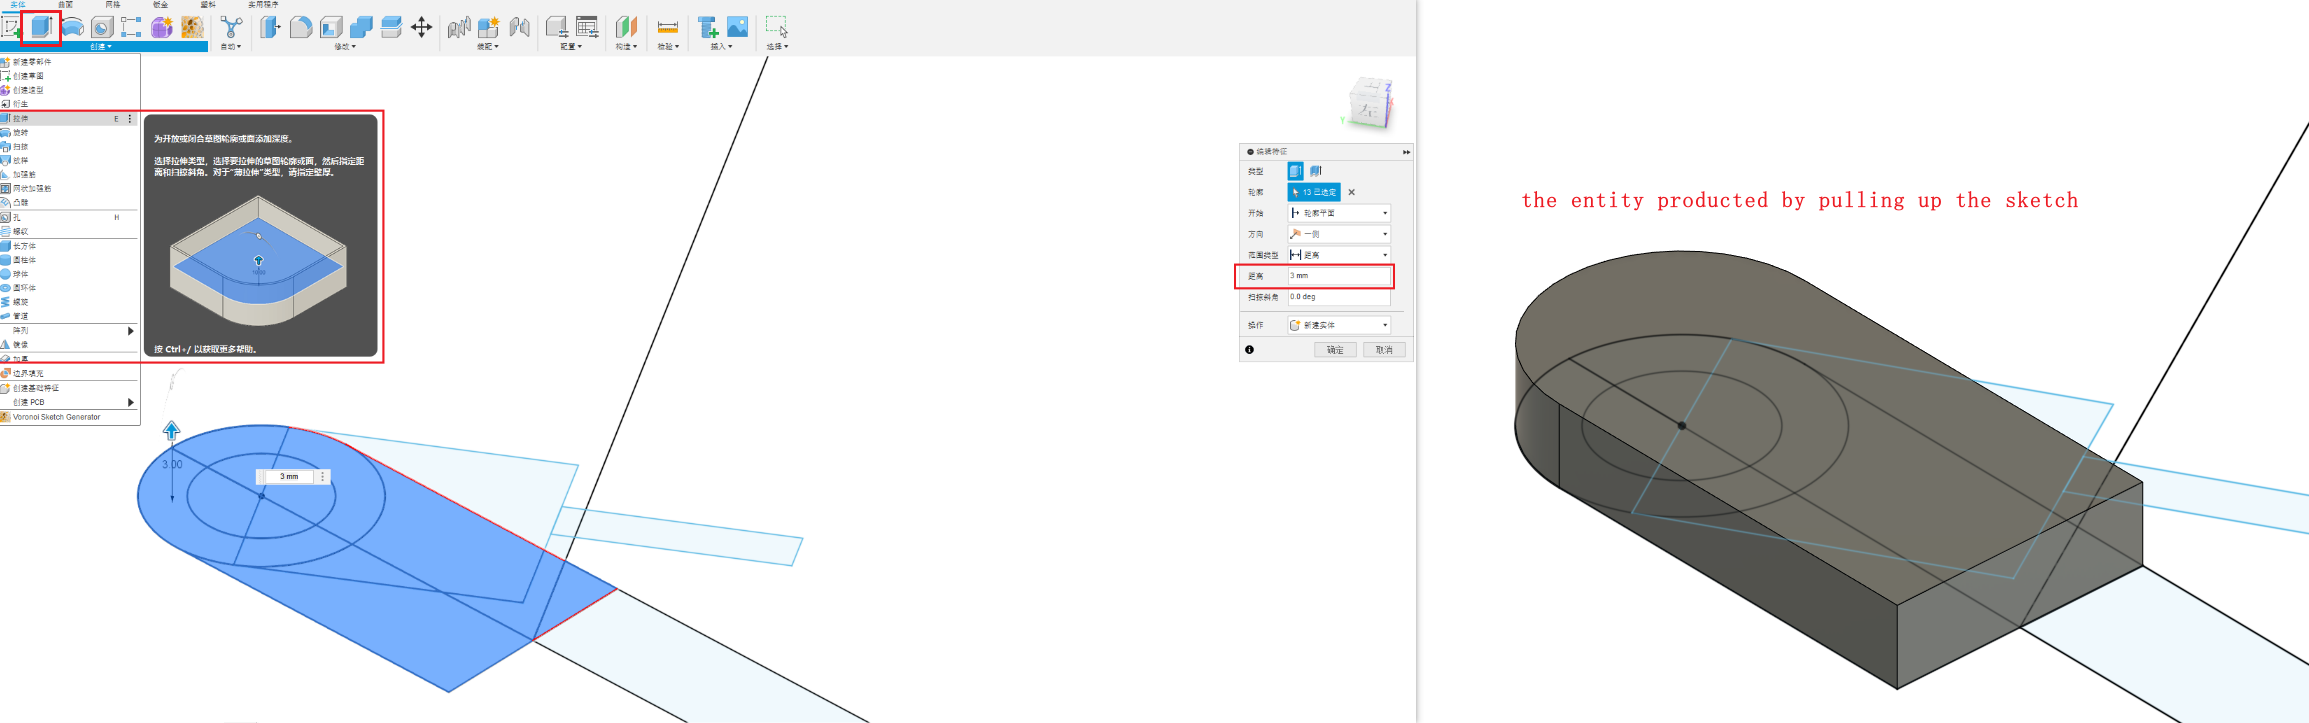 实体 曲面 网格 钣金 塑料 实用程序
创建▾ 自动▾ 修改▾ 装配▾ 配置▾ 构造▾ 检验▾ 插入▾ 选择▾
新建零部件
创建草图
创建造型
衍生
拉伸 E
旋转
扫掠
放样
加强筋
网状加强筋
凸雕
孔 H
螺纹
长方体
圆柱体
球体
圆环体
螺旋
管道
阵列
镜像
加厚
边界填充
创建基础特征
创建 PCB
Voronoi Sketch Generator
为开放或闭合草图轮廓或面添加深度。
选择拉伸类型，选择要拉伸的草图轮廓或面，然后指定距
离和扫掠斜角。对于“薄拉伸”类型，请指定壁厚。
按 Ctrl+/ 以获取更多帮助。
3.00
3 mm
Z
Y
左
编辑特征
类型
轮廓 13 已选定
开始 轮廓平面
方向 一侧
范围类型 距离
距离 3 mm
扫掠斜角 0.0 deg
操作 新建实体
确定 取消
the entity producted by pulling up the sketch